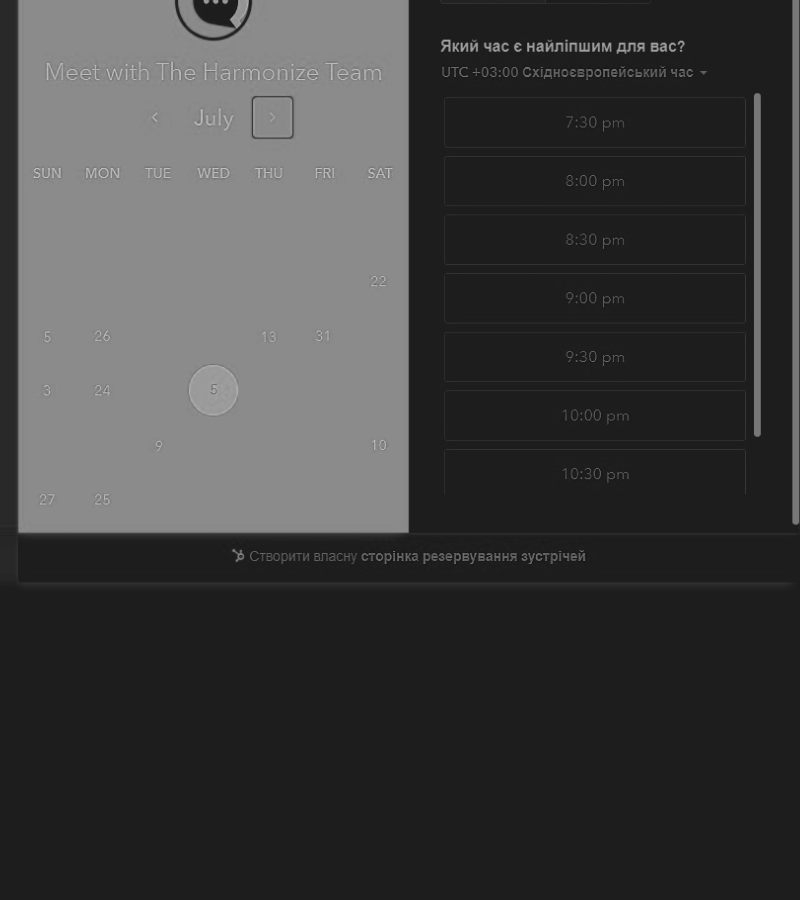 Meet with The Harmonize Team
July
SUN MON TUE WED THU FRI SAT
22
5 26 13 31
3 24 5
9 10
27 25
Який час є найліпшим для вас?
UTC +03:00 Східноєвропейський час
7:30 pm
8:00 pm
8:30 pm
9:00 pm
9:30 pm
10:00 pm
10:30 pm
Створити власну сторінка резервування зустрічей